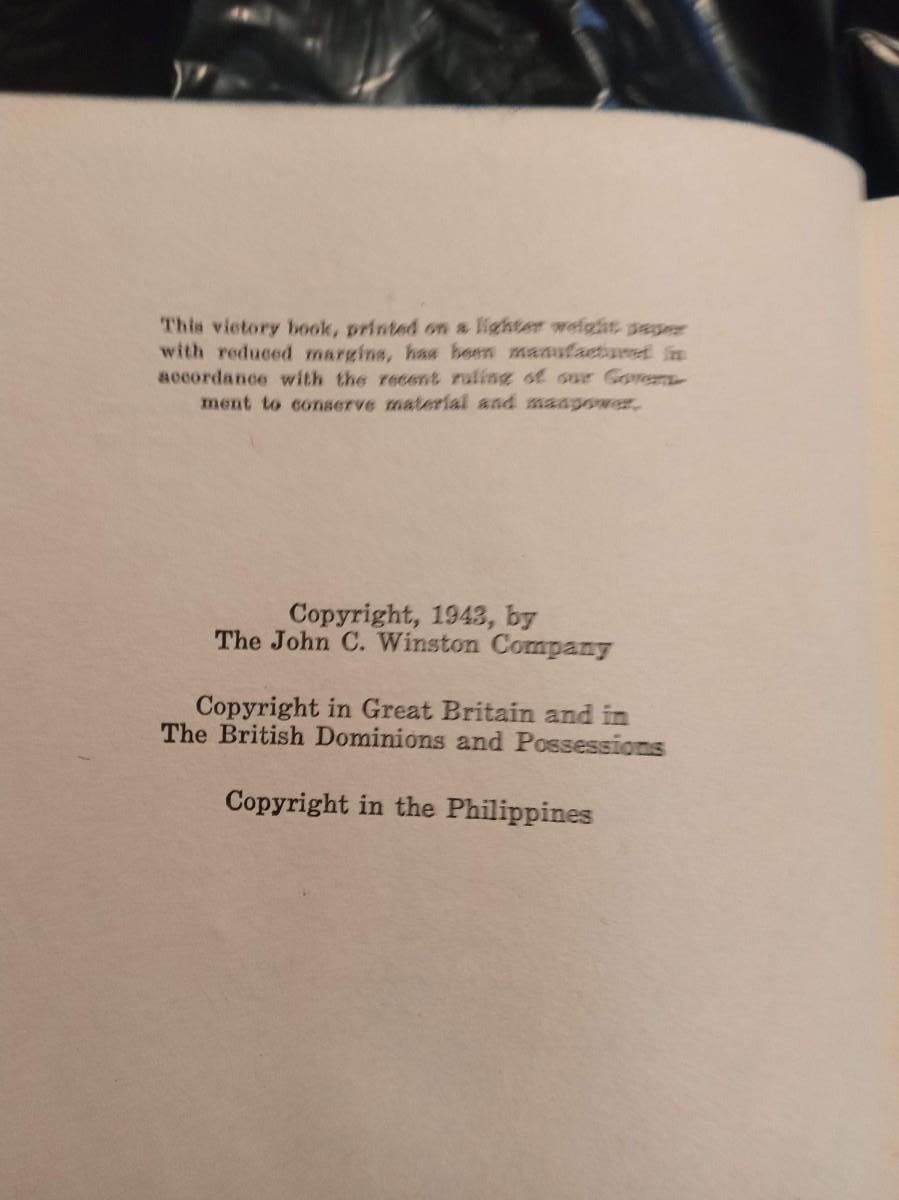 This victory book, printed on a lighter weight paper
with reduced margins, has been manufactured in
accordance with the recent ruling of our Govern-
ment to conserve material and manpower.
Copyright, 1943, by
The John C. Winston Company
Copyright in Great Britain and in
The British Dominions and Possessions
Copyright in the Philippines